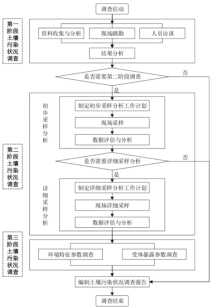 调查启动
第一
阶段
土壤
污染
状况
调查
资料收集与分析
现场踏勘
人员访谈
结果分析
是否需要第二阶段调查
否
是
第二
阶段
土壤
污染
状况
调查
初步采样分析
制定初步采样分析工作计划
现场采样
数据评估与分析
是否需要详细采样分析
否
是
详细采样分析
制定详细采样分析工作计划
现场详细采样
数据评估与分析
第三
阶段
土壤
污染
状况
调查
环境特征参数调查
受体暴露参数调查
编制土壤污染状况调查报告
调查结束